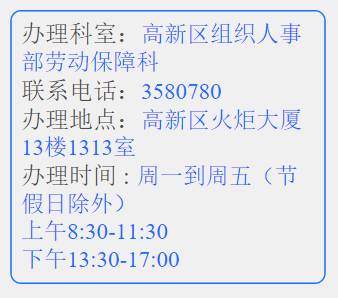 办理科室：高新区组织人事
部劳动保障科
联系电话：3580780
办理地点：高新区火炬大厦
13楼1313室
办理时间：周一到周五（节
假日除外）
上午8:30-11:30
下午13:30-17:00